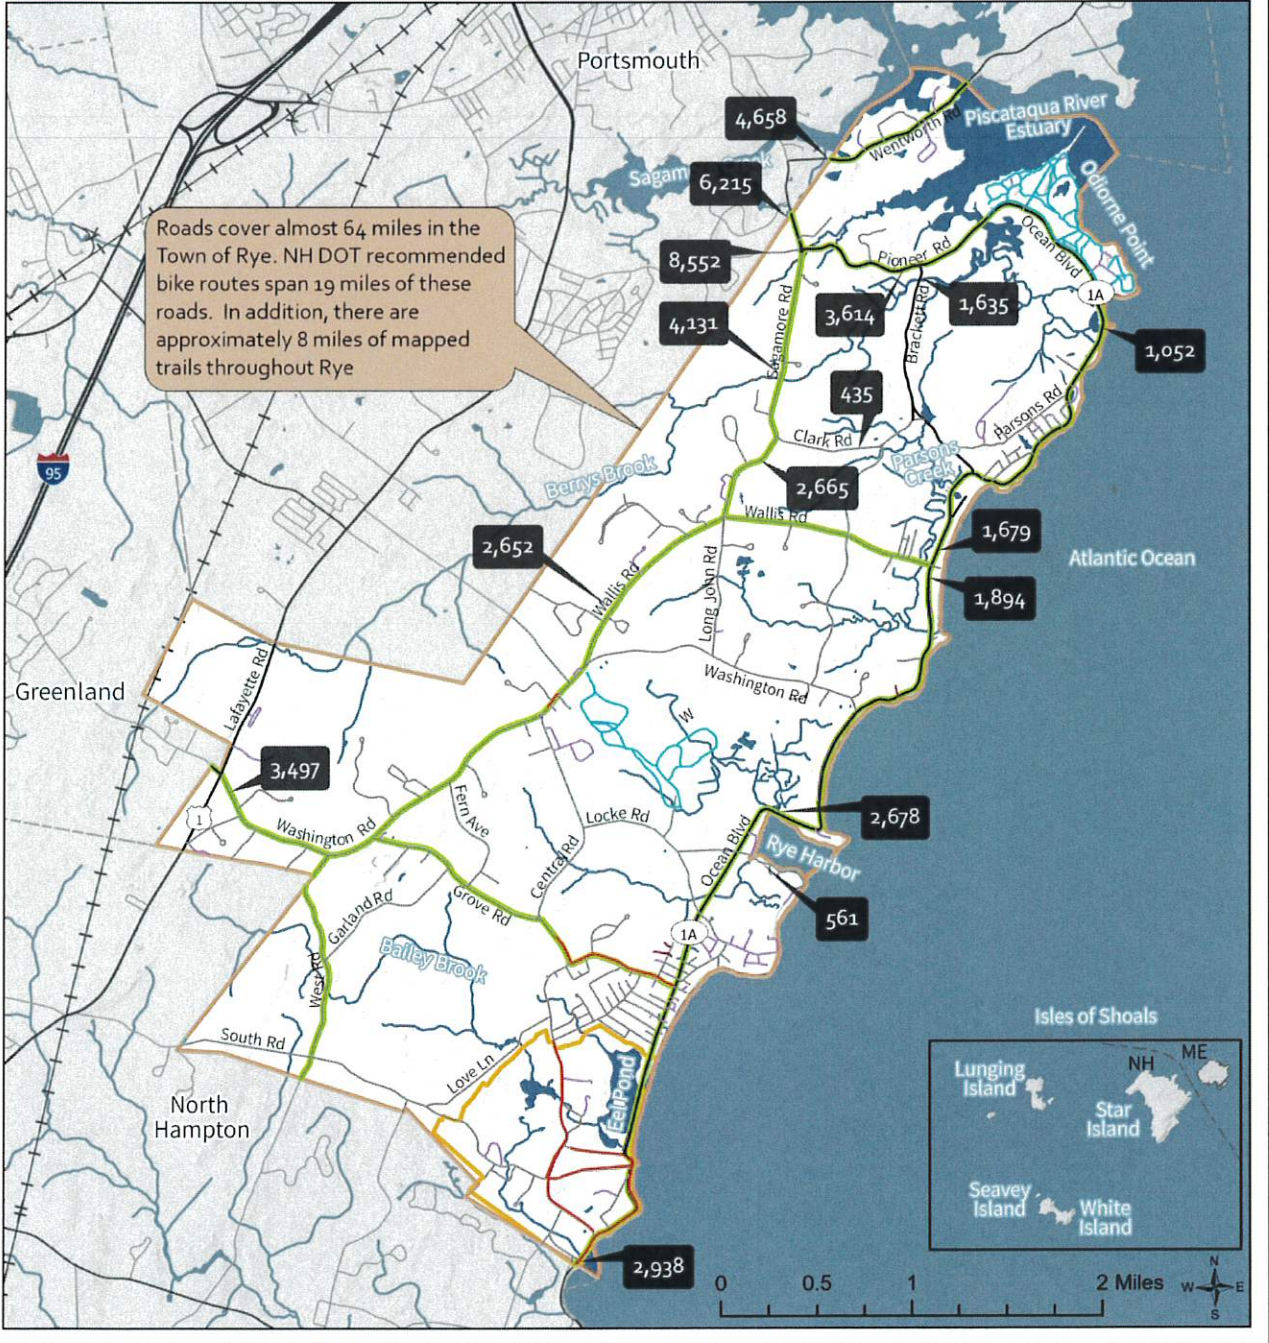 Portsmouth
4,658
Wentworth Rd
Piscataqua River
Estuary
6,215
Odiorne Point
Roads cover almost 64 miles in the
Town of Rye. NH DOT recommended
bike routes span 19 miles of these
roads. In addition, there are
approximately 8 miles of mapped
trails throughout Rye
8,552
Pioneer Rd
Ocean Blvd
1A
4,131
Sagamore Rd
3,614
Brackett Rd
1,635
1,052
435
Clark Rd
Parsons Rd
Parsons
Creek
95
Berrys Brook
2,665
Wallis Rd
2,652
1,679
Atlantic Ocean
Wallis Rd
Long John Rd
1,894
Greenland
Lafayette Rd
Washington Rd
W
3,497
1
Washington Rd
Fern Ave
Locke Rd
2,678
Ocean Blvd
Rye Harbor
Central Rd
Grove Rd
Garland Rd
561
1A
Bailey Brook
West Rd
South Rd
Love Ln
Eel Pond
North
Hampton
Isles of Shoals
Lunging
Island
NH
ME
Star
Island
Seavey
Island
White
Island
2,938
0 0.5 1 2 Miles
N
W E
S